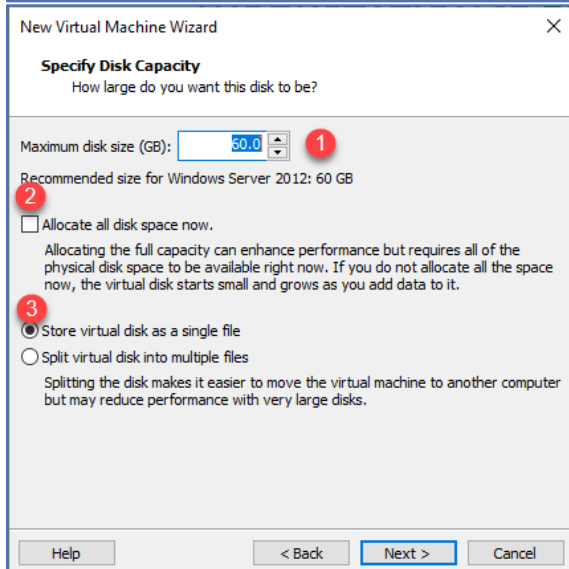 New Virtual Machine Wizard
Specify Disk Capacity
How large do you want this disk to be?
Maximum disk size (GB): 60.0 1
Recommended size for Windows Server 2012: 60 GB
2
Allocate all disk space now.
Allocating the full capacity can enhance performance but requires all of the
physical disk space to be available right now. If you do not allocate all the space
now, the virtual disk starts small and grows as you add data to it.
3
Store virtual disk as a single file
Split virtual disk into multiple files
Splitting the disk makes it easier to move the virtual machine to another computer
but may reduce performance with very large disks.
Help < Back Next > Cancel